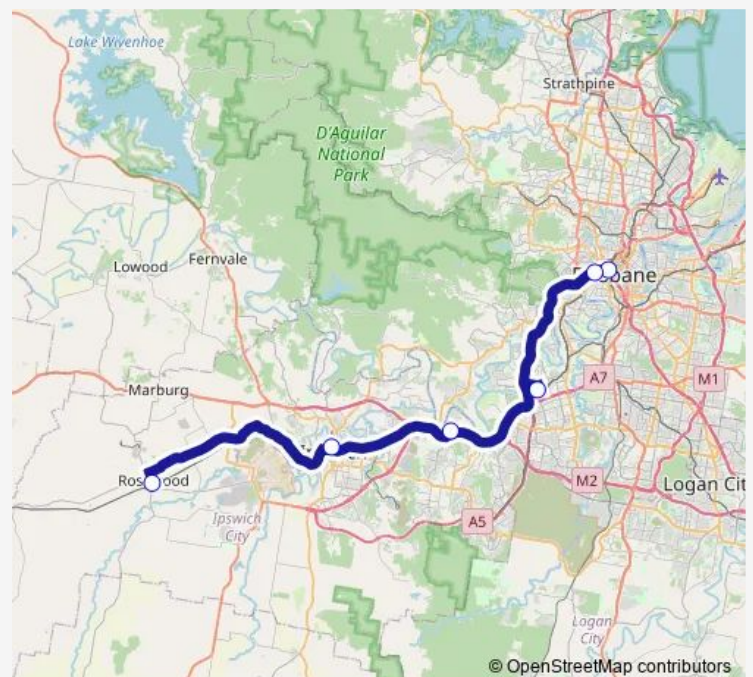 Lake Wivenhoe
Strathpine
D'Aguilar
National
Park
Lowood
Fernvale
Marburg
A7
M1
M2
Logan Cit
Ipswich
City
A5
Logan
City
© OpenStreetMap contributors